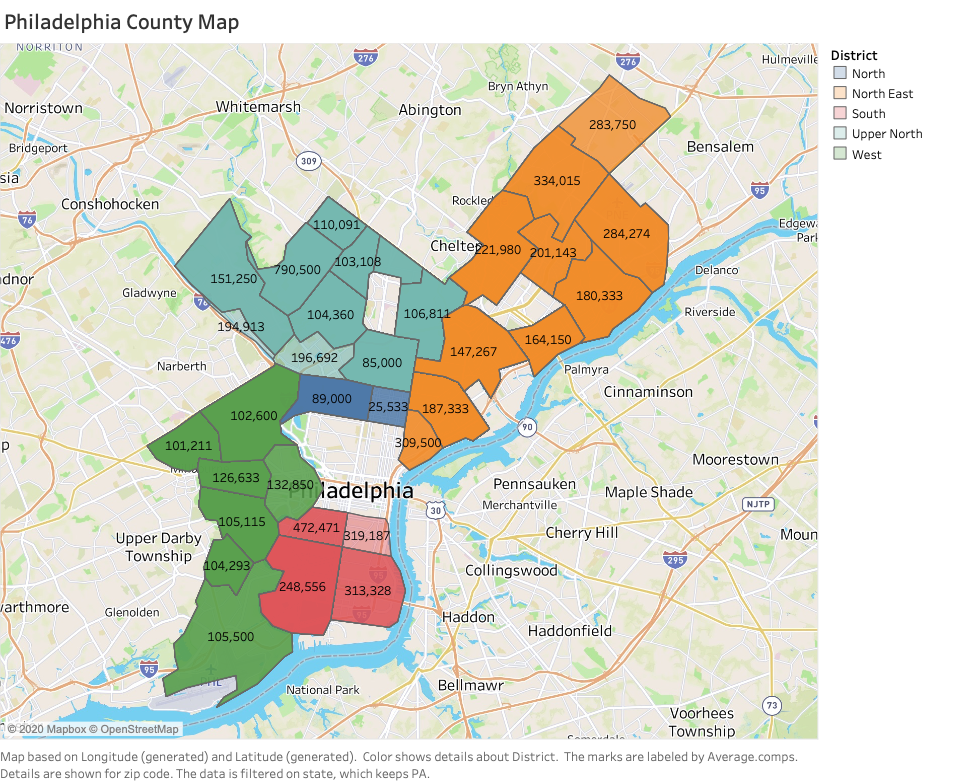 Philadelphia County Map
NORRITON
276
276
Hulmeville
Bryn Athyn
Norristown
Whitemarsh
Abington
283,750
Bridgeport
309
Bensalem
sia
334,015
95
Conshohocken
Rockled
76
110,091
Edgewa
Park
Chelten
221,980
201,143
284,274
103,108
790,500
151,250
Delanco
dnor
Gladwyne
76
180,333
106,811
104,360
Riverside
194,913
476
164,150
147,267
196,692
85,000
Narberth
Palmyra
Cinnaminson
89,000
25,533
187,333
102,600
90
p
101,211
309,500
Moorestown
126,633
132,850
Philadelphia
Pennsauken
Maple Shade
Merchantville
30
NJTP
105,115
472,471
319,187
Cherry Hill
Moun
Upper Darby
Township
104,293
295
Collingswood
248,556
313,328
warthmore
Glenolden
Haddon
Haddonfield
105,500
95
PHL
National Park
Bellmawr
73
Voorhees
Township
Somerdale
© 2020 Mapbox © OpenStreetMap
District
North
North East
South
Upper North
West
Map based on Longitude (generated) and Latitude (generated).  Color shows details about District.  The marks are labeled by Average.comps.
Details are shown for zip code. The data is filtered on state, which keeps PA.